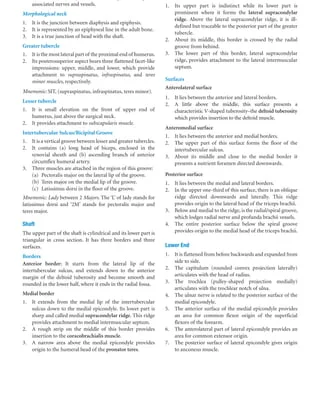 associated nerves and vessels.
Morphological neck
1. It is the junction between diaphysis and epiphysis.
2. It is represented by an epiphyseal line in the adult bone.
3. It is a true junction of head with the shaft.
Greater tubercle
1. It is the most lateral part of the proximal end of humerus.
2. Its posterosuperior aspect bears three flattened facet-like
impressions: upper, middle, and lower, which provide
attachment to supraspinatus, infraspinatus, and teres
minor muscles, respectively.
Mnemonic: SIT, (supraspinatus, infraspinatus, teres minor).
Lesser tubercle
1. It is small elevation on the front of upper end of
humerus, just above the surgical neck.
2. It provides attachment to subscapularis muscle.
Intertubercular Sulcus/Bicipital Groove
1. It is a vertical groove between lesser and greater tubercles.
2. It contains (a) long head of biceps, enclosed in the
synovial sheath and (b) ascending branch of anterior
circumflex humeral artery.
3. Three muscles are attached in the region of this groove:
(a) Pectoralis major on the lateral lip of the groove.
(b) Teres major on the medial lip of the groove.
(c) Latissimus dorsi in the floor of the groove.
Mnemonic: Lady between 2 Majors. The 'L' of lady stands for
latissimus dorsi and '2M' stands for pectoralis major and
teres major.
Shaft
The upper part of the shaft is cylindrical and its lower part is
triangular in cross section. It has three borders and three
surfaces.
Borders
Anterior border: It starts from the lateral lip of the
intertubercular sulcus, and extends down to the anterior
margin of the deltoid tuberosity and become smooth and
rounded in the lower half, where it ends in the radial fossa.
Medial border
1. It extends from the medial lip of the intertubercular
sulcus down to the medial epicondyle. Its lower part is
sharp and called medial supracondylar ridge. This ridge
provides attachment to medial intermuscular septum.
2. A rough strip on the middle of this border provides
insertion to the coracobrachialis muscle.
3. A narrow area above the medial epicondyle provides
origin to the humeral head of the pronator teres.
1. Its upper part is indistinct while its lower part is
prominent where it forms the lateral supracondylar
ridge. Above the lateral supracondylar ridge, it is ill-
defined but traceable to the posterior part of the greater
tubercle.
2. About its middle, this border is crossed by the radial
groove from behind.
3. The lower part of this border, lateral supracondylar
ridge, provides attachment to the lateral intermuscular
septum.
Surfaces
Anterolateral surface
1. It lies between the anterior and lateral borders.
2. A little above the middle, this surface presents a
characteristic V-shaped tuberosity–the deltoid tuberosity
which provides insertion to the deltoid muscle.
Anteromedial surface
1. It lies between the anterior and medial borders.
2. The upper part of this surface forms the floor of the
intertubercular sulcus.
3. About its middle and close to the medial border it
presents a nutrient foramen directed downwards.
Posterior surface
1. It lies between the medial and lateral borders.
2. In the upper one-third of this surface, there is an oblique
ridge directed downwards and laterally. This ridge
provides origin to the lateral head of the triceps brachii.
3. Below and medial to the ridge, is the radial/spiral groove,
which lodges radial nerve and profunda brachii vessels.
4. The entire posterior surface below the spiral groove
provides origin to the medial head of the triceps brachii.
Lower End
1. It is flattened from before backwards and expanded from
side to side.
2. The capitulum (rounded convex projection laterally)
articulates with the head of radius.
3. The trochlea (pulley-shaped projection medially)
articulates with the trochlear notch of ulna.
4. The ulnar nerve is related to the posterior surface of the
medial epicondyle.
5. The anterior surface of the medial epicondyle provides
an area for common flexor origin of the superficial
flexors of the forearm.
6. The anterolateral part of lateral epicondyle provides an
area for common extensor origin.
7. The posterior surface of lateral epicondyle gives origin
to anconeus muscle.